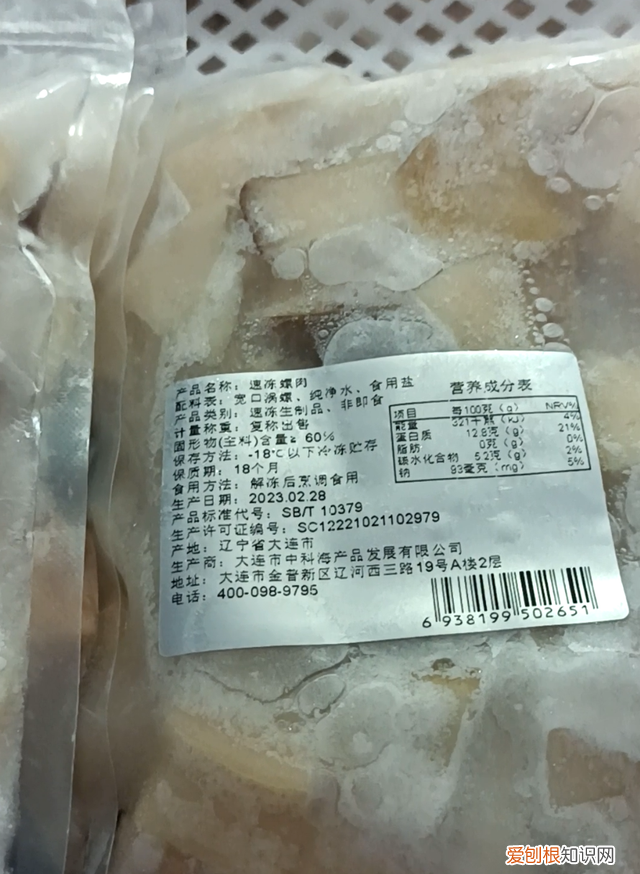 产品名称: 速冻螺肉
配料表: 宽口涡螺、纯净水、食用盐
产品类别: 速冻生制品、非即食
计量称重: 复称出售
固形物(主料)含量≥ 60%
保存方法: -18℃以下冷冻贮存
保质期: 18个月
食用方法: 解冻后烹调食用
生产日期: 2023.02.28
产品标准代号: SB/T 10379
生产许可证编号: SC12221021102979
产地: 辽宁省大连市
生产商: 大连市中科海产品发展有限公司
地址: 大连市金普新区辽河西三路19号A楼2层
电话: 400-098-9795
营养成分表
项目 每100克(g) NRV%
能量 321千焦(kJ) 4%
蛋白质 12.8克(g) 21%
脂肪 0克(g) 0%
碳水化合物 5.2克(g) 2%
钠 93毫克(mg) 5%
6 938199 502651
爱刨根知识网